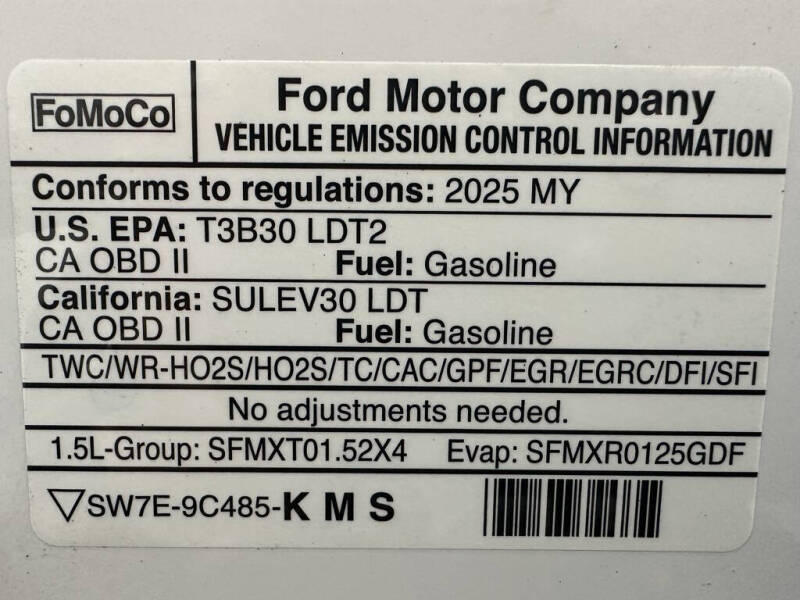 FoMoCo
Ford Motor Company
VEHICLE EMISSION CONTROL INFORMATION
Conforms to regulations: 2025 MY
U.S. EPA: T3B30 LDT2
CA OBD II Fuel: Gasoline
California: SULEV30 LDT
CA OBD II Fuel: Gasoline
TWC/WR-HO2S/HO2S/TC/CAC/GPF/EGR/EGRC/DFI/SFI
No adjustments needed.
1.5L-Group: SFMXT01.52X4 Evap: SFMXR0125GDF
SW7E-9C485-K M S